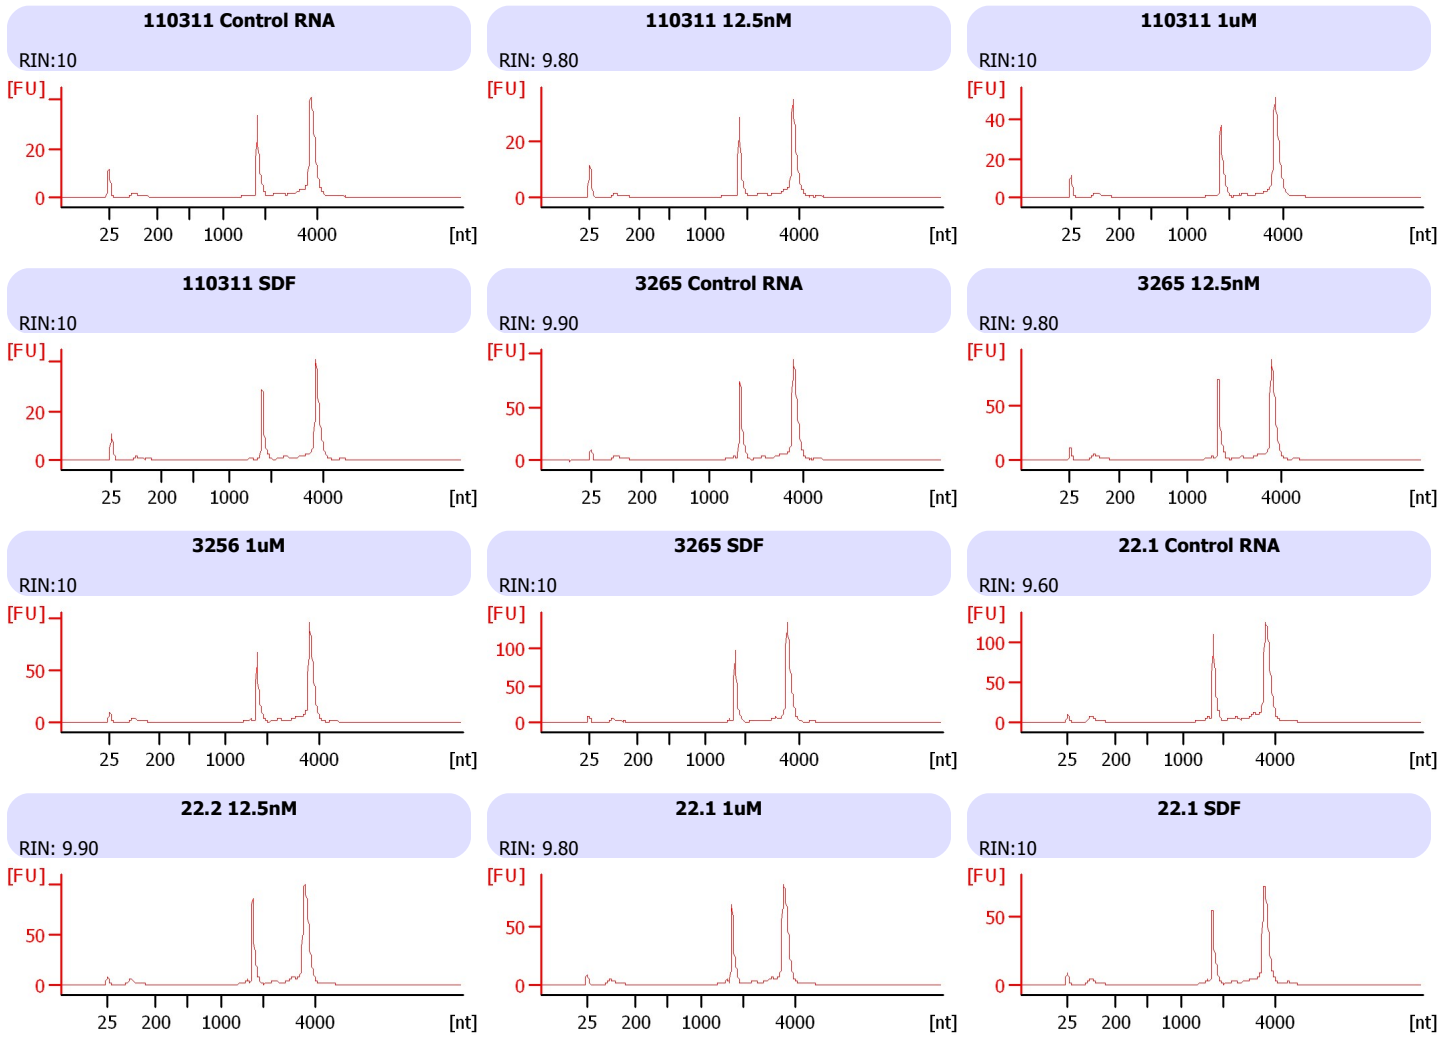 110311 Control RNA
RIN:10
[FU]
20
0
25 200 1000 4000 [nt]
110311 12.5nM
RIN: 9.80
[FU]
20
0
25 200 1000 4000 [nt]
110311 1uM
RIN:10
[FU]
40
20
0
25 200 1000 4000 [nt]
110311 SDF
RIN:10
[FU]
20
0
25 200 1000 4000 [nt]
3265 Control RNA
RIN: 9.90
[FU]
50
0
25 200 1000 4000 [nt]
3265 12.5nM
RIN: 9.80
[FU]
50
0
25 200 1000 4000 [nt]
3256 1uM
RIN:10
[FU]
50
0
25 200 1000 4000 [nt]
3265 SDF
RIN:10
[FU]
100
50
0
25 200 1000 4000 [nt]
22.1 Control RNA
RIN: 9.60
[FU]
100
50
0
25 200 1000 4000 [nt]
22.2 12.5nM
RIN: 9.90
[FU]
50
0
25 200 1000 4000 [nt]
22.1 1uM
RIN: 9.80
[FU]
50
0
25 200 1000 4000 [nt]
22.1 SDF
RIN:10
[FU]
50
0
25 200 1000 4000 [nt]